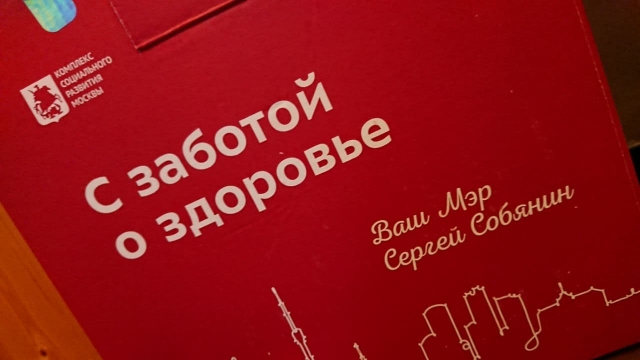 КОМПЛЕКС
СОЦИАЛЬНОГО
РАЗВИТИЯ
МОСКВЫ
С заботой
о здоровье
Ваш Мэр
Сергей Собянин